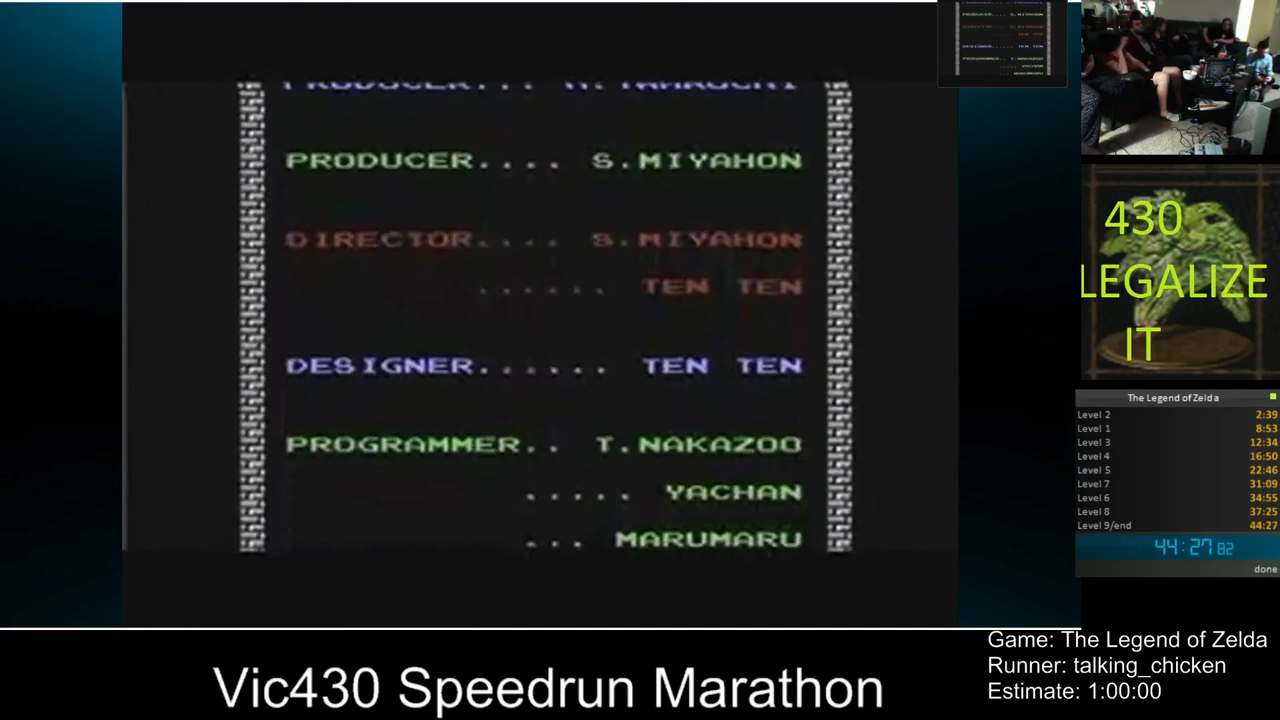 PRODUCER.... S.MIYAHON
DIRECTOR.... S.MIYAHON
...... TEN TEN
DESIGNER...... TEN TEN
PROGRAMMER.. T.NAKAZOO
..... YACHAN
... MARUMARU
430
LEGALIZE
IT
The Legend of Zelda
Level 2 2:39
Level 1 8:53
Level 3 12:34
Level 4 16:50
Level 5 22:46
Level 7 31:09
Level 6 34:55
Level 8 37:25
Level 9/end 44:27
44:27 82
done
Vic430 Speedrun Marathon
Game: The Legend of Zelda
Runner: talking_chicken
Estimate: 1:00:00